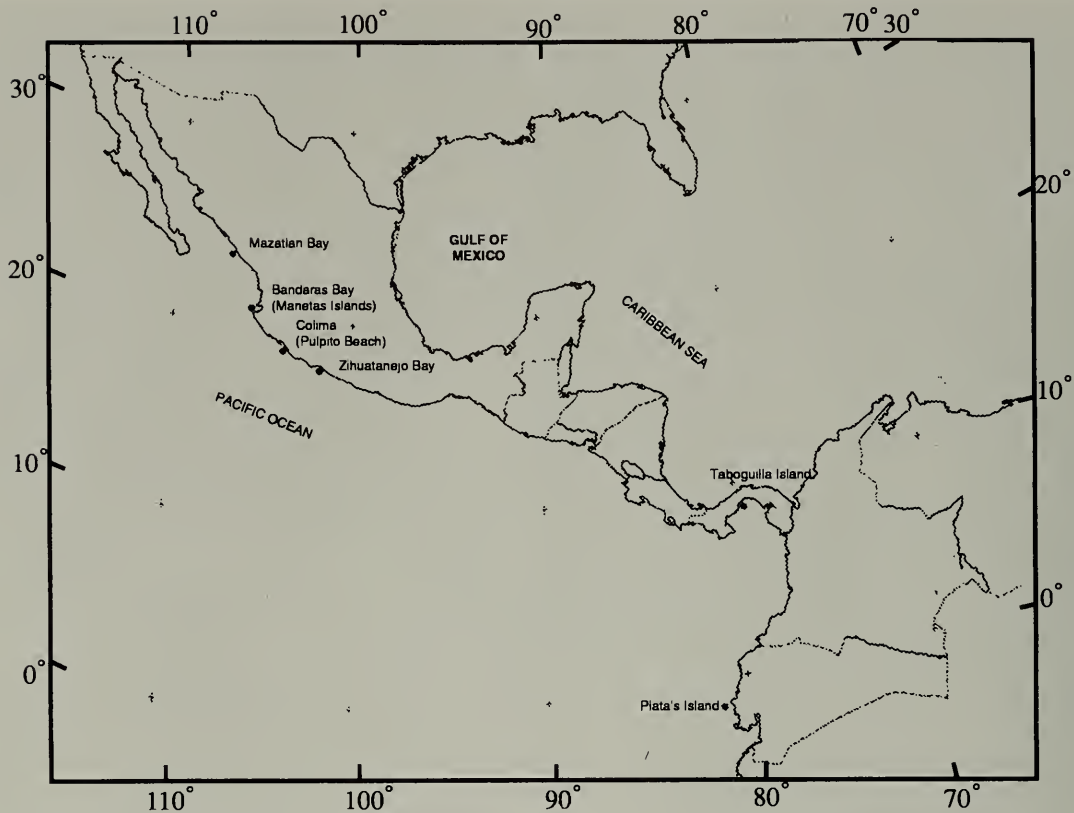 110° 100° 90° 80° 70° 30°
30°
20°
Mazatlan Bay
GULF OF
MEXICO
20°
Bandaras Bay
(Manetas Islands)
CARIBBEAN SEA
Colima
(Pulpito Beach)
Zihuatanejo Bay
PACIFIC OCEAN
10°
10°
Taboguilla Island
0°
0°
Plata's Island
110° 100° 90° 80° 70°